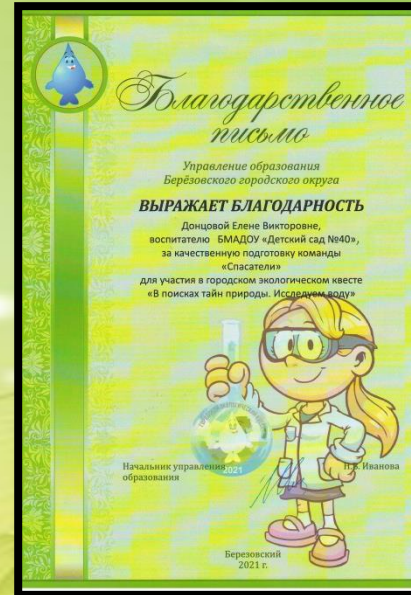 Благодарственное
письмо
Управление образования
Берёзовского городского округа
ВЫРАЖАЕТ БЛАГОДАРНОСТЬ
Донцовой Елене Викторовне,
воспитателю БМАДОУ «Детский сад №40»,
за качественную подготовку команды
«Спасатели»
для участия в городском экологическом квесте
«В поисках тайн природы. Исследуем воду»
2021
Начальник управления Н.В. Иванова
образования
Березовский
2021 г.